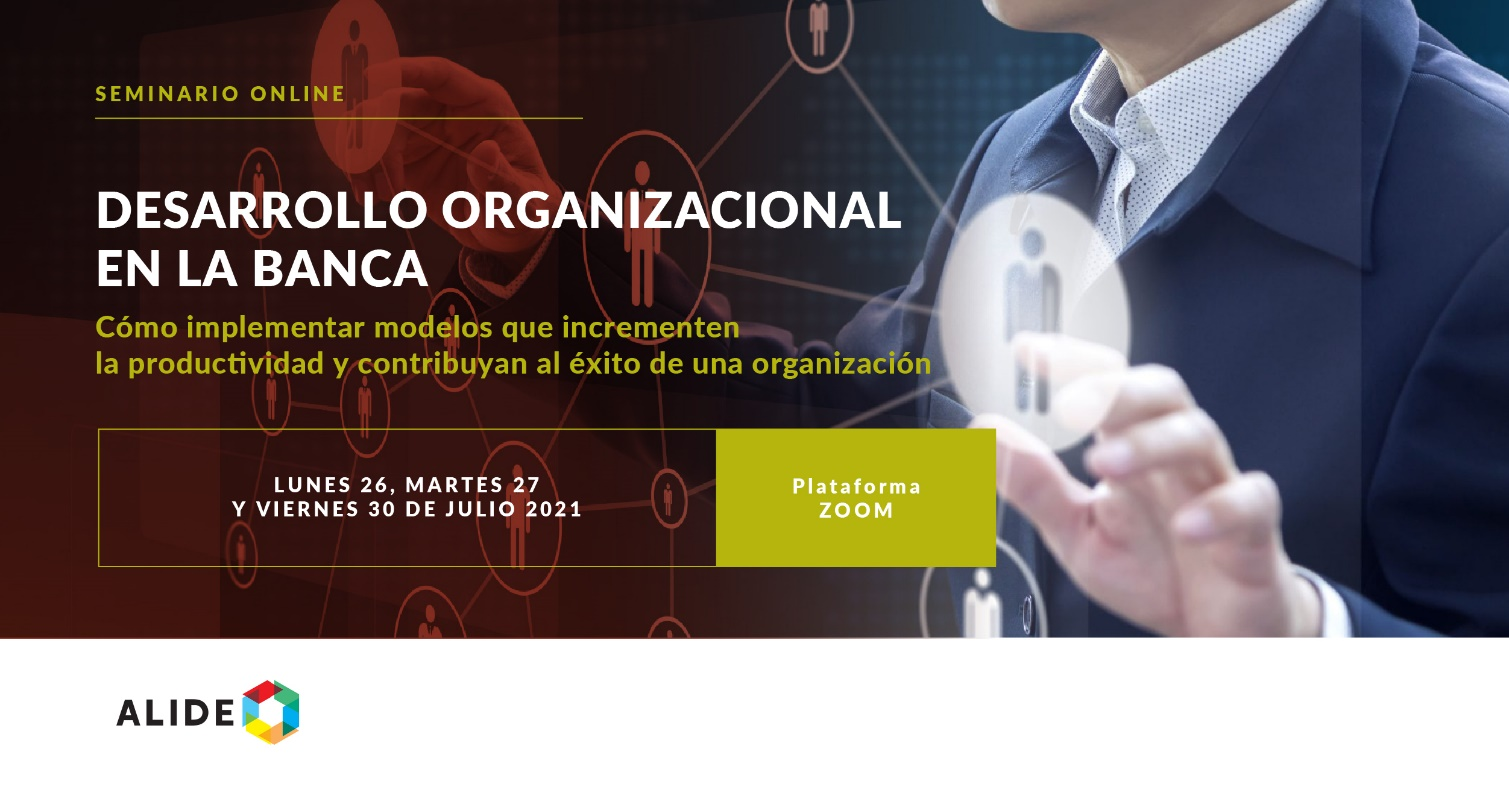 SEMINARIO ONLINE
DESARROLLO ORGANIZACIONAL
EN LA BANCA
Cómo implementar modelos que incrementen
la productividad y contribuyan al éxito de una organización
LUNES 26, MARTES 27
Y VIERNES 30 DE JULIO 2021
Plataforma
ZOOM
ALIDE